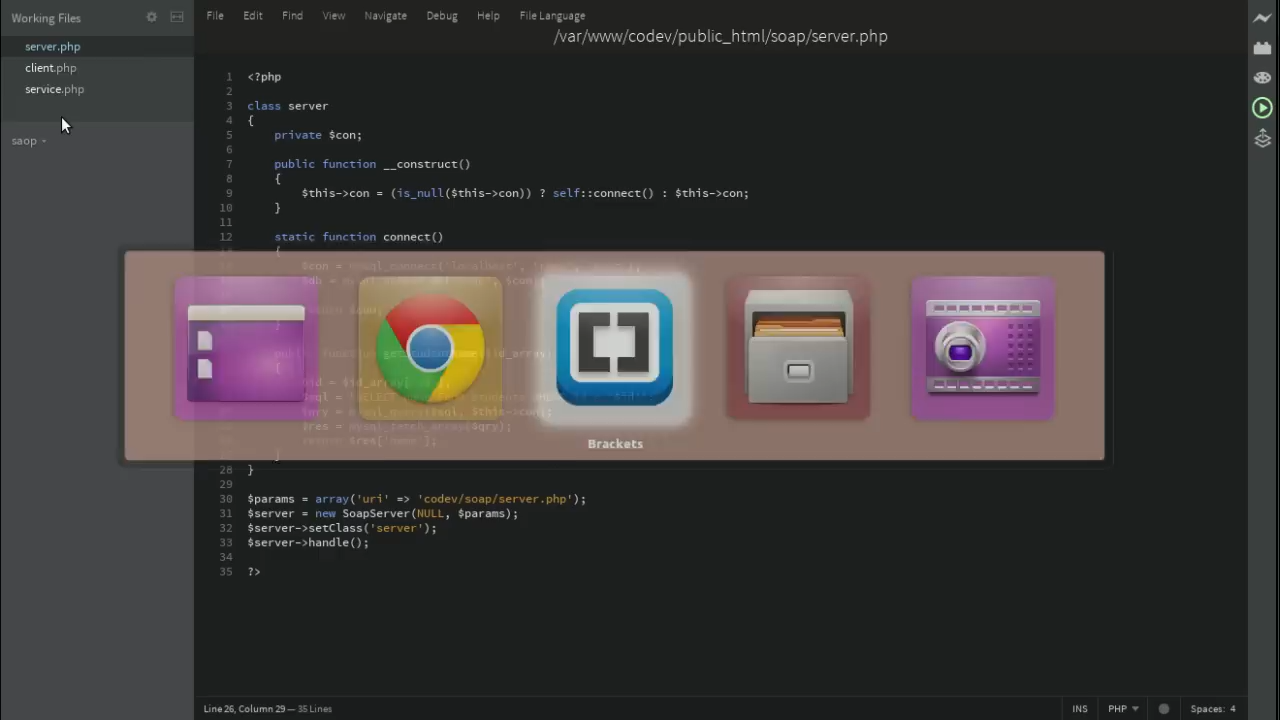 Working Files
server.php
client.php
service.php
saop
File Edit Find View Navigate Debug Help File Language
/var/www/codev/public_html/soap/server.php
1 <?php
2
3 class server
4 {
5 private $con;
6
7 public function __construct()
8 {
9 $this->con = (is_null($this->con)) ? self::connect() : $this->con;
10 }
11
12 static function connect()
Brackets
28 }
29
30 $params = array('uri' => 'codev/soap/server.php');
31 $server = new SoapServer(NULL, $params);
32 $server->setClass('server');
33 $server->handle();
34
35 ?>
Line 26, Column 29 — 35 Lines
INS PHP Spaces: 4